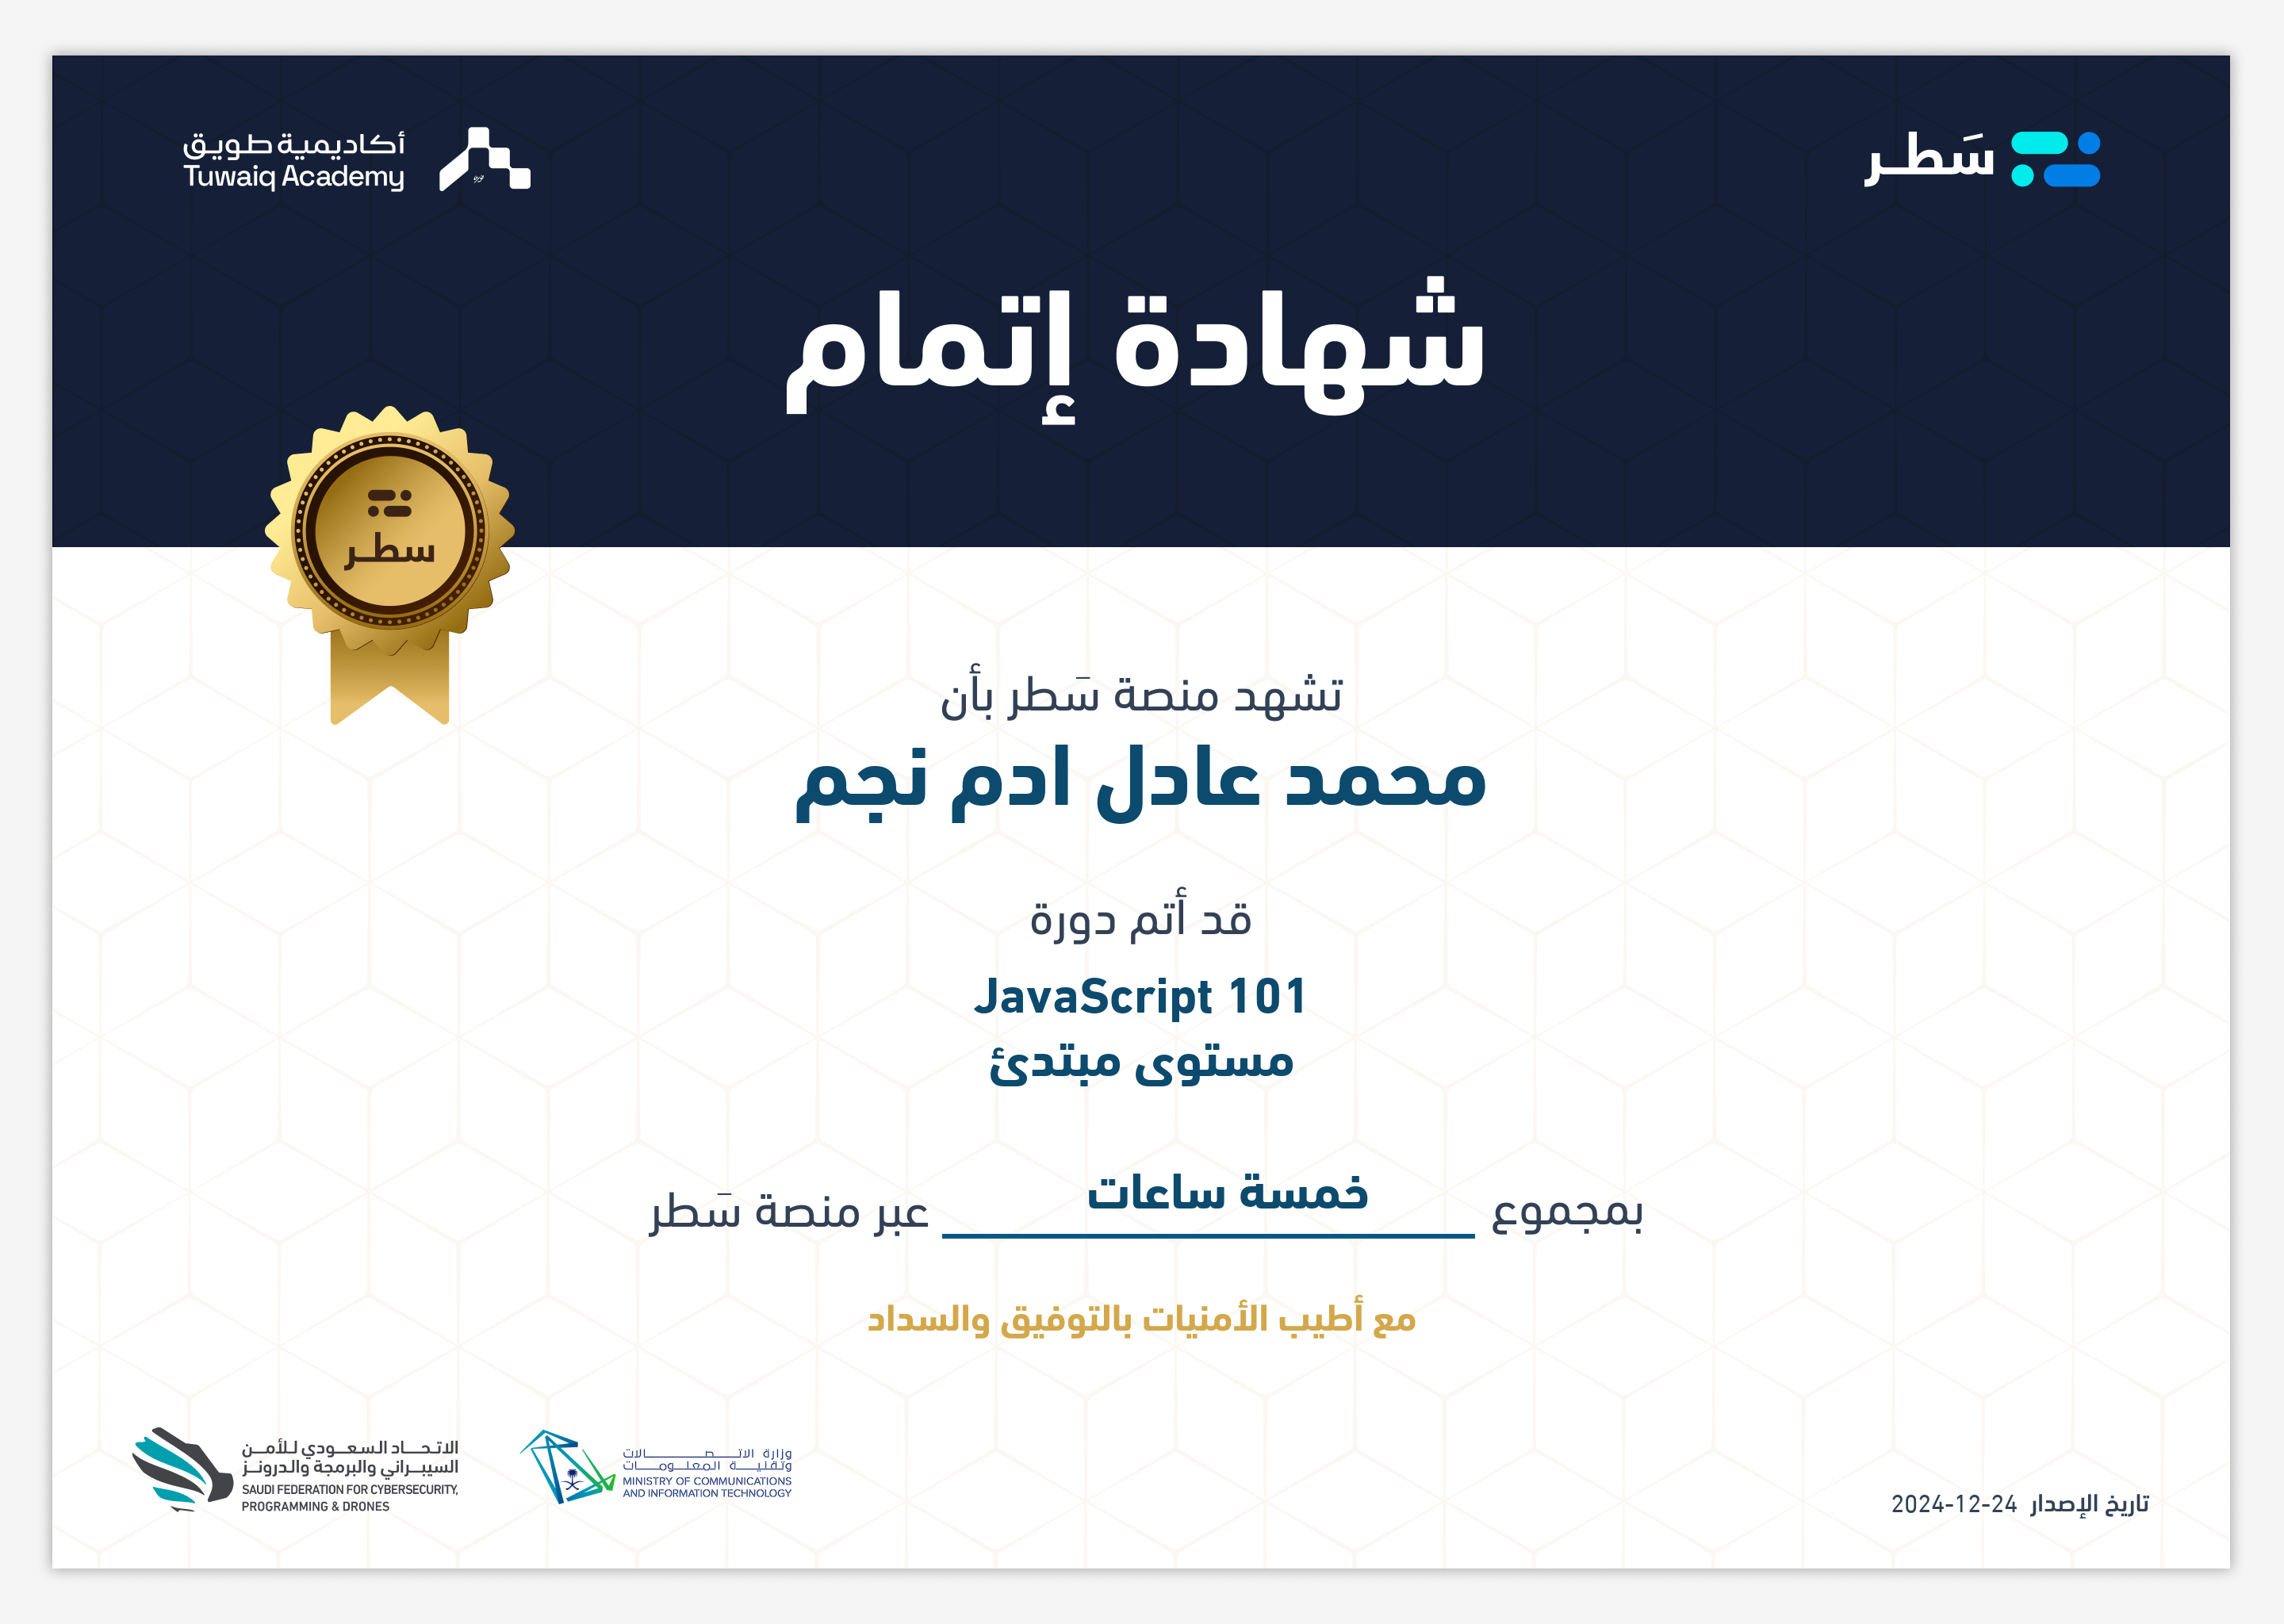 سَطر
أكاديمية طويق
Tuwaiq Academy
شهادة إتمام
سطر
تشهد منصة سَطر بأن
محمد عادل ادم نجم
قد أتم دورة
JavaScript 101
مستوى مبتدئ
بمجموع خمسة ساعات عبر منصة سَطر
مع أطيب الأمنيات بالتوفيق والسداد
تاريخ الإصدار 2024-12-24
وزارة الاتصالات
وتقنية المعلومات
MINISTRY OF COMMUNICATIONS
AND INFORMATION TECHNOLOGY
الاتحاد السعودي للأمن
السيبراني والبرمجة والدرونز
SAUDI FEDERATION FOR CYBERSECURITY,
PROGRAMMING & DRONES